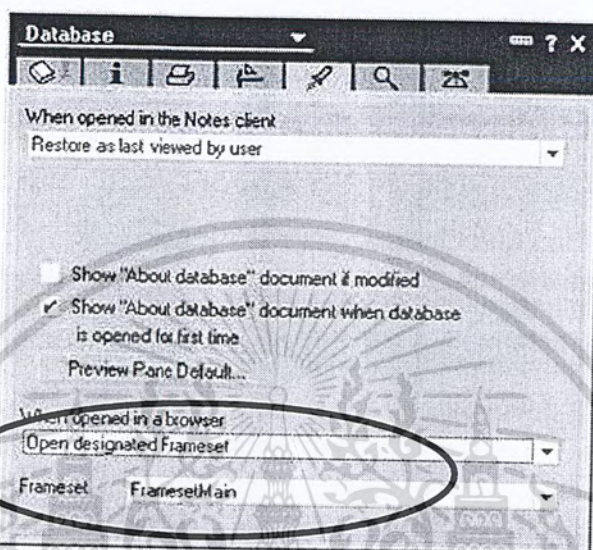 Database
? X
i
When opened in the Notes client
Restore as last viewed by user
Show "About database" document if modified
Show "About database" document when database
is opened for first time
Preview Pane Default...
When opened in a browser
Open designated Frameset
Frameset FramesetMain